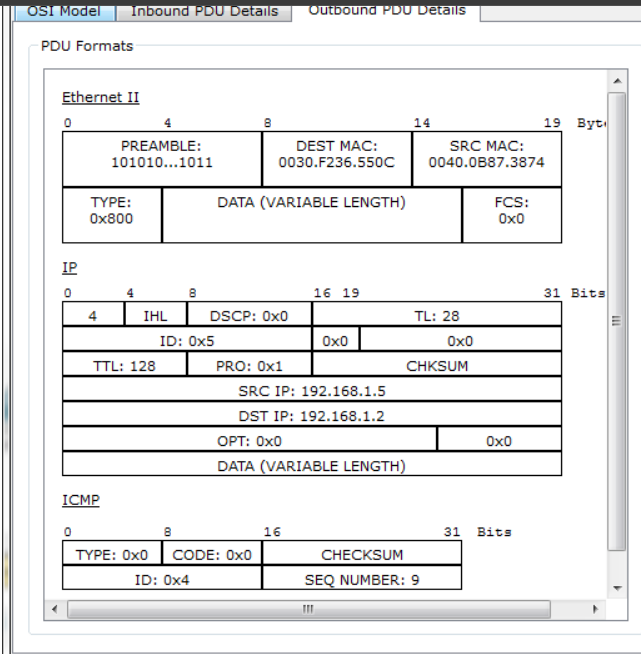 OSI Model Inbound PDU Details Outbound PDU Details
PDU Formats
Ethernet II
0 4 8 14 19 Byt
PREAMBLE: DEST MAC: SRC MAC:
101010...1011 0030.F236.550C 0040.0B87.3874
TYPE: DATA (VARIABLE LENGTH) FCS:
0x800 0x0
IP
0 4 8 16 19 31 Bits
4 IHL DSCP: 0x0 TL: 28
ID: 0x5 0x0 0x0
TTL: 128 PRO: 0x1 CHKSUM
SRC IP: 192.168.1.5
DST IP: 192.168.1.2
OPT: 0x0 0x0
DATA (VARIABLE LENGTH)
ICMP
0 8 16 31 Bits
TYPE: 0x0 CODE: 0x0 CHECKSUM
ID: 0x4 SEQ NUMBER: 9